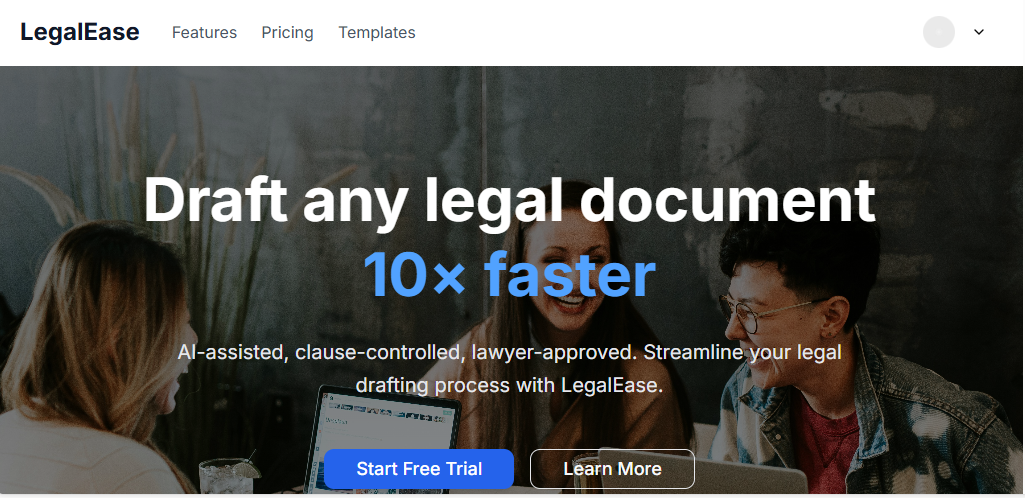 LegalEase
Features
Pricing
Templates
Draft any legal document
10× faster
AI-assisted, clause-controlled, lawyer-approved. Streamline your legal
drafting process with LegalEase.
Start Free Trial
Learn More